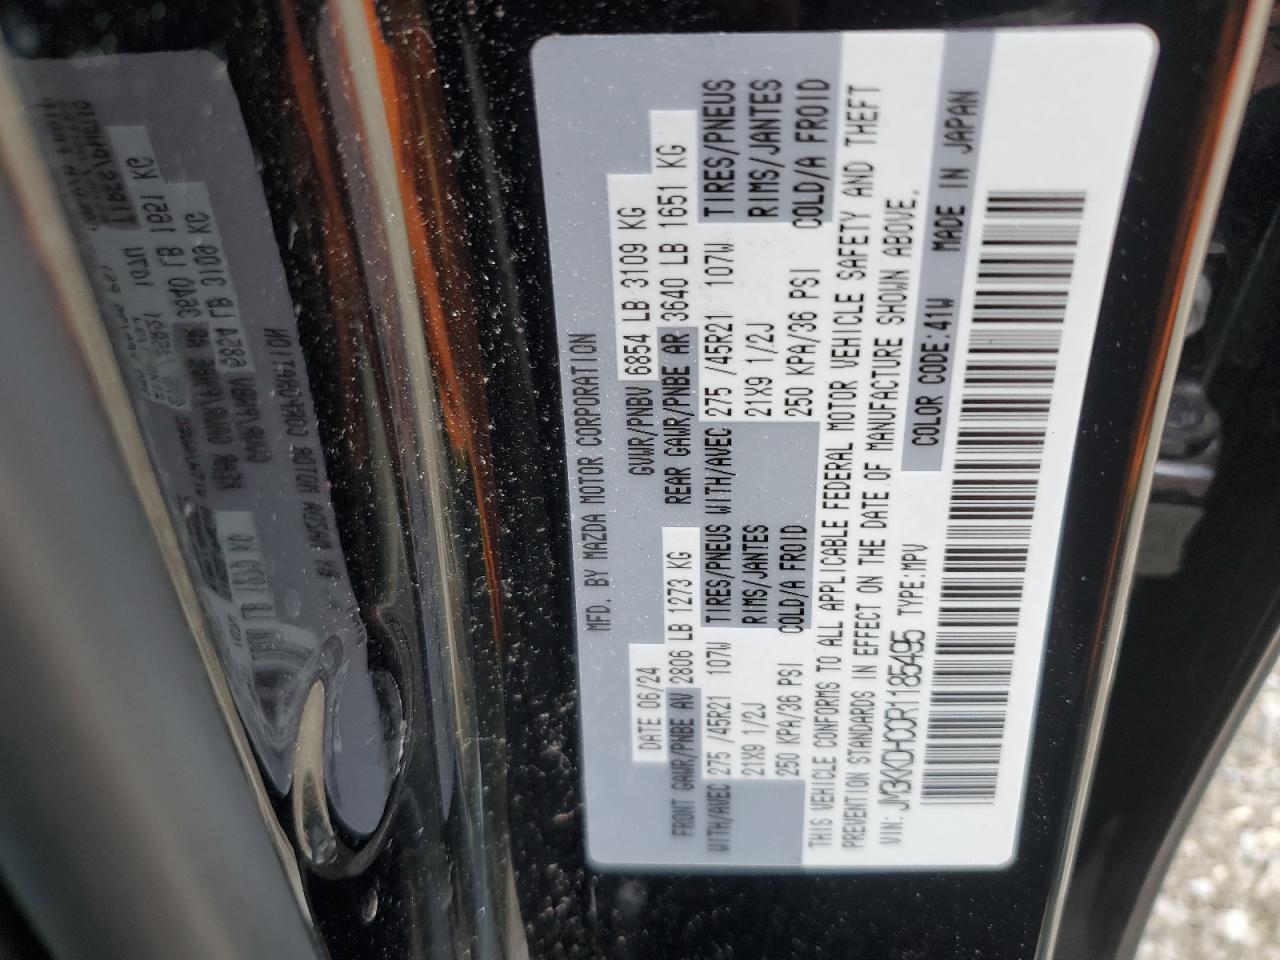 MFD. BY MAZDA MOTOR CORPORATION
DATE 06/24 GVWR/PNBV 6854 LB 3109 KG
FRONT GAWR/PNBE AV 2806 LB 1273 KG REAR GAWR/PNBE AR 3640 LB 1651 KG
WITH/AVEC 275 /45R21 107W TIRES/PNEUS WITH/AVEC 275 /45R21 107W TIRES/PNEUS
21X9 1/2J RIMS/JANTES 21X9 1/2J RIMS/JANTES
250 KPA/36 PSI COLD/A FROID 250 KPA/36 PSI COLD/A FROID
THIS VEHICLE CONFORMS TO ALL APPLICABLE FEDERAL MOTOR VEHICLE SAFETY AND THEFT
PREVENTION STANDARDS IN EFFECT ON THE DATE OF MANUFACTURE SHOWN ABOVE.
VIN: JM3KKDHC0R1185495 TYPE:MPV COLOR CODE:41W MADE IN JAPAN